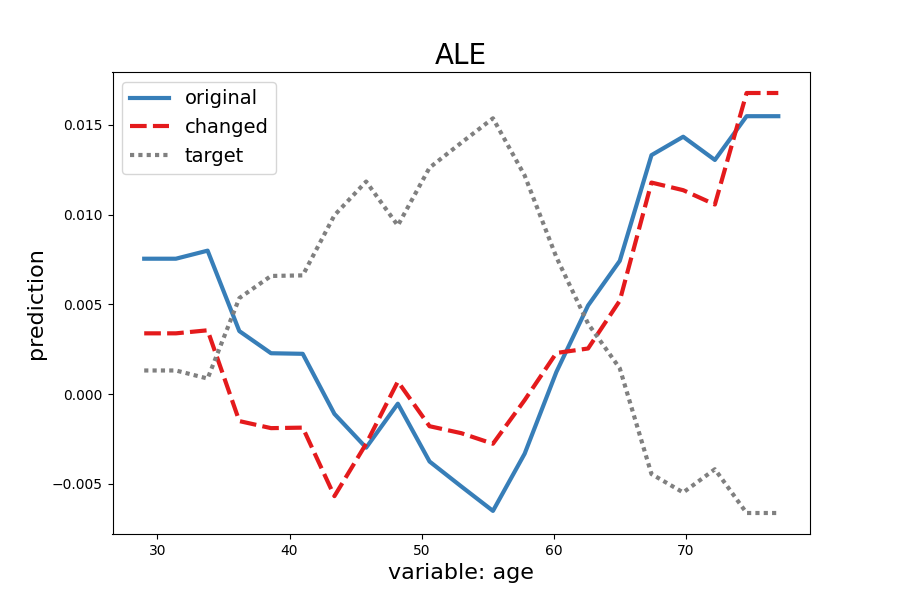 ALE
original
changed
target
0.015
0.010
0.005
0.000
−0.005
prediction
30 40 50 60 70
variable: age